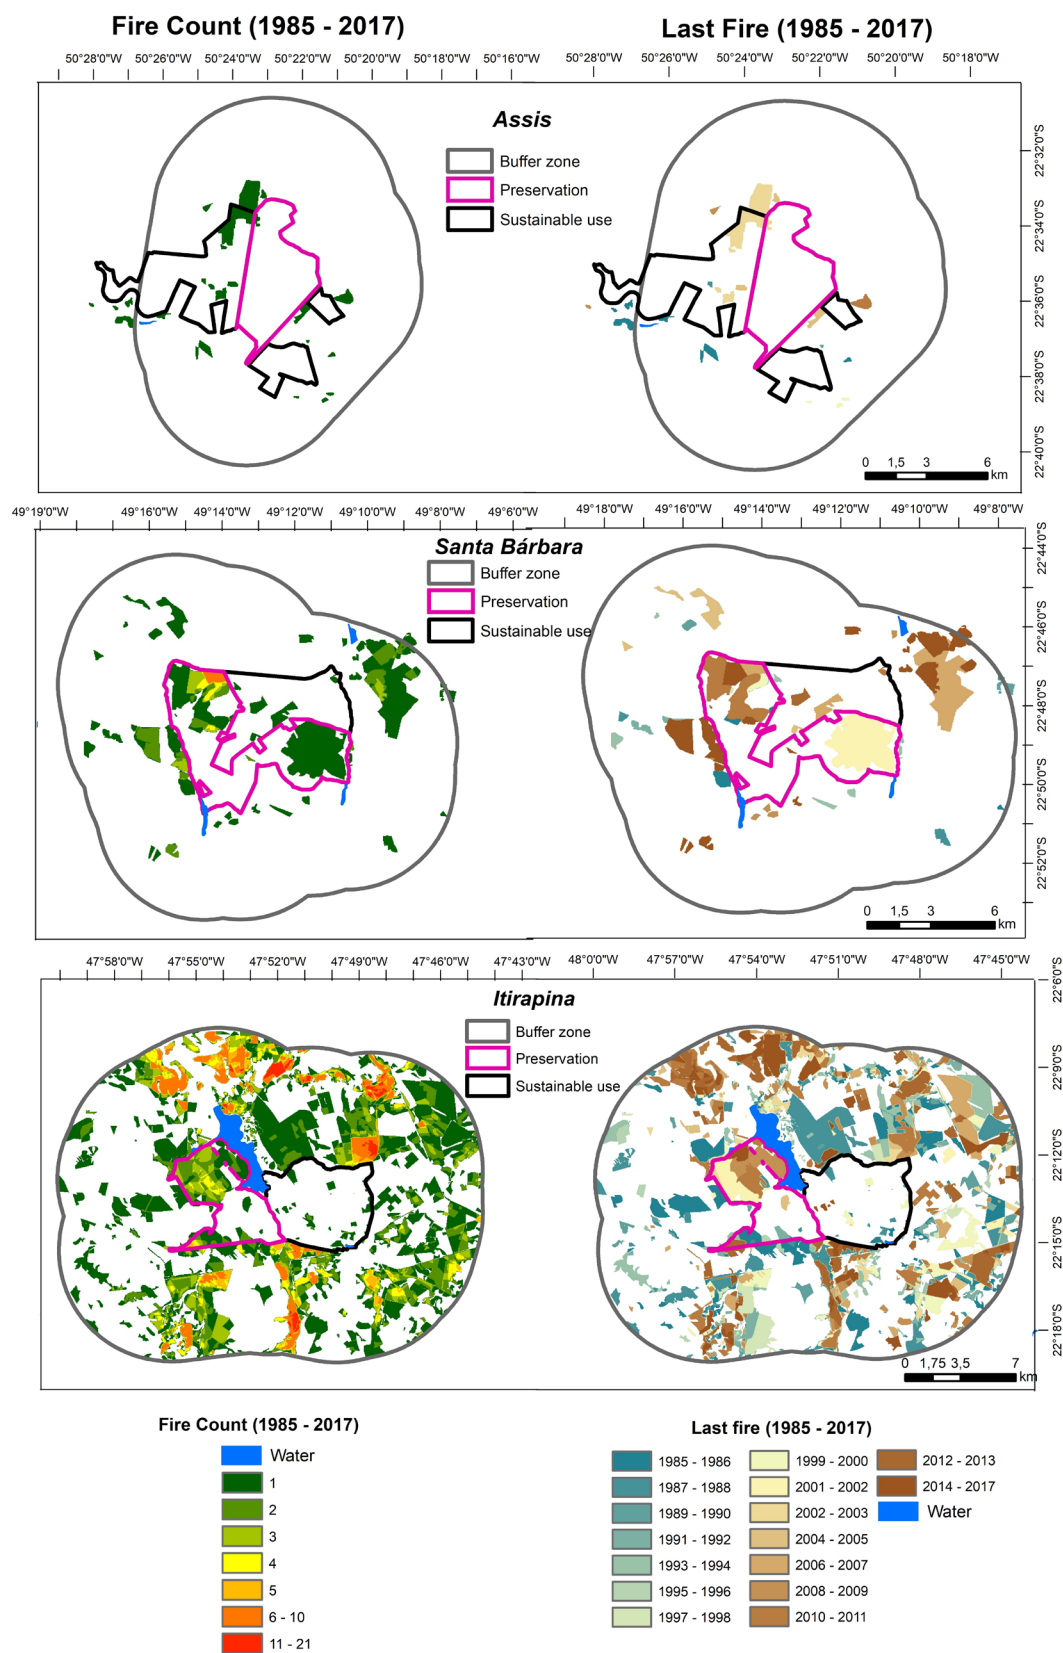 Fire Count (1985 - 2017)
Last Fire (1985 - 2017)
50°28'0"W 50°26'0"W 50°24'0"W 50°22'0"W 50°20'0"W 50°18'0"W 50°16'0"W
50°28'0"W 50°26'0"W 50°24'0"W 50°22'0"W 50°20'0"W 50°18'0"W
Assis
Buffer zone
Preservation
Sustainable use
22°32'0"S
22°34'0"S
22°36'0"S
22°38'0"S
22°40'0"S
0 1,5 3 6
km
49°19'0"W 49°16'0"W 49°14'0"W 49°12'0"W 49°10'0"W 49°8'0"W 49°6'0"W
49°18'0"W 49°16'0"W 49°14'0"W 49°12'0"W 49°10'0"W 49°8'0"W
Santa Bárbara
Buffer zone
Preservation
Sustainable use
22°44'0"S
22°46'0"S
22°48'0"S
22°50'0"S
22°52'0"S
0 1,5 3 6
km
47°58'0"W 47°55'0"W 47°52'0"W 47°49'0"W 47°46'0"W 47°43'0"W
48°0'0"W 47°57'0"W 47°54'0"W 47°51'0"W 47°48'0"W 47°45'0"W
Itirapina
Buffer zone
Preservation
Sustainable use
22°6'0"S
22°9'0"S
22°12'0"S
22°15'0"S
22°18'0"S
0 1,75 3,5 7
km
Fire Count (1985 - 2017)
Water
1
2
3
4
5
6 - 10
11 - 21
Last fire (1985 - 2017)
1985 - 1986
1987 - 1988
1989 - 1990
1991 - 1992
1993 - 1994
1995 - 1996
1997 - 1998
1999 - 2000
2001 - 2002
2002 - 2003
2004 - 2005
2006 - 2007
2008 - 2009
2010 - 2011
2012 - 2013
2014 - 2017
Water